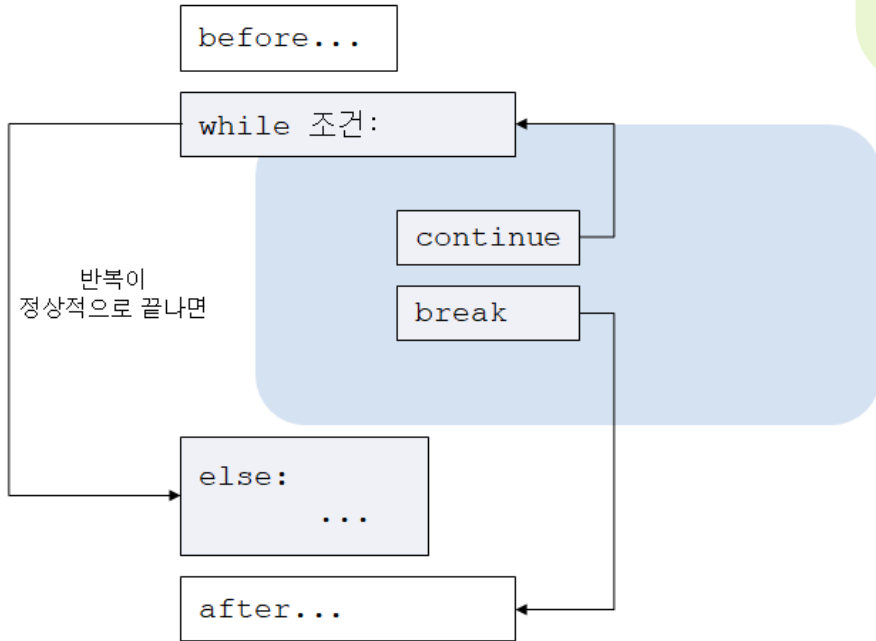 before...
while 조건:
continue
반복이
정상적으로 끝나면
break
else:
...
after...